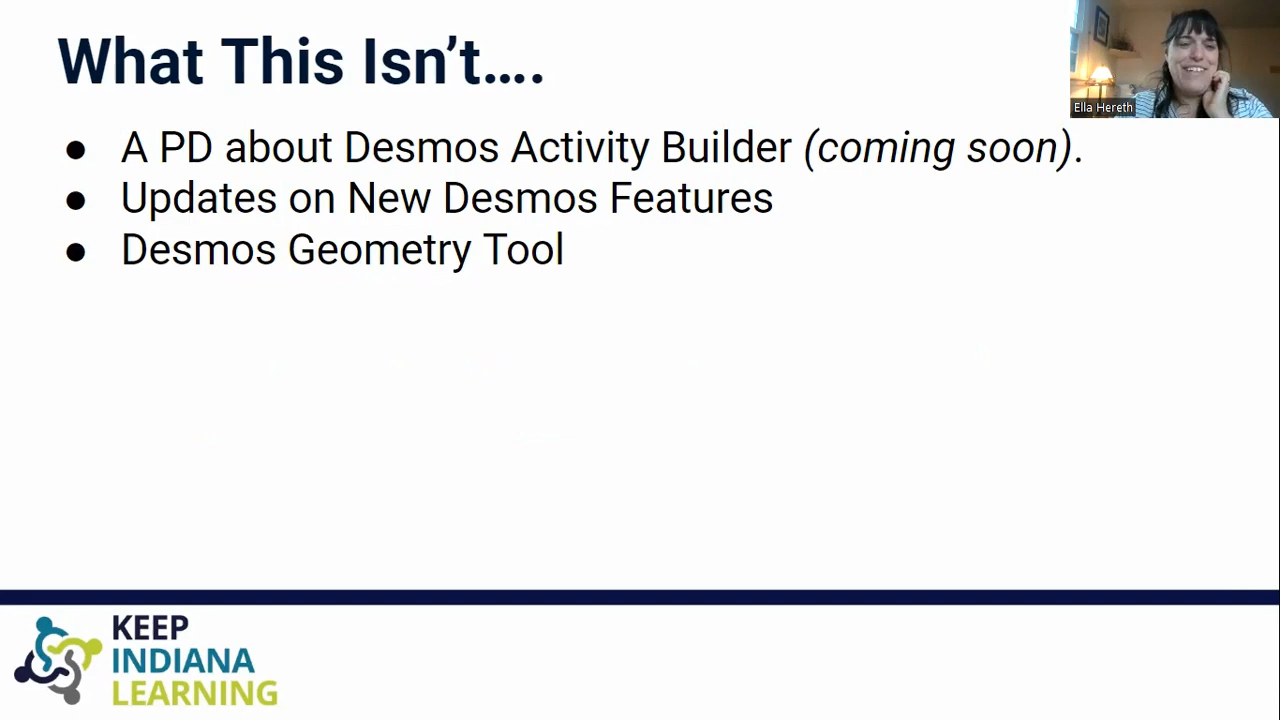 What This Isn’t….
Ella Hereth
● A PD about Desmos Activity Builder (coming soon).
● Updates on New Desmos Features
● Desmos Geometry Tool
KEEP
INDIANA
LEARNING